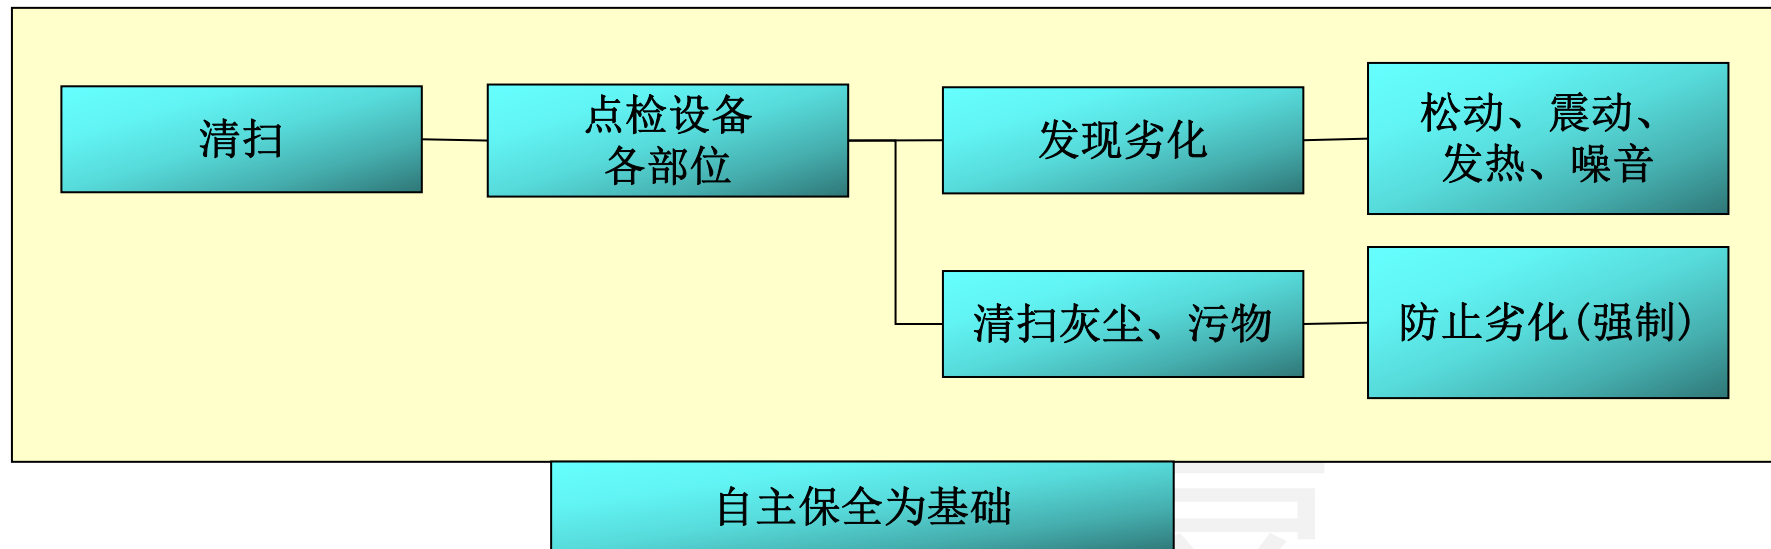 清扫
点检设备
各部位
发现劣化
松动、震动、
发热、噪音
清扫灰尘、污物
防止劣化(强制)
自主保全为基础